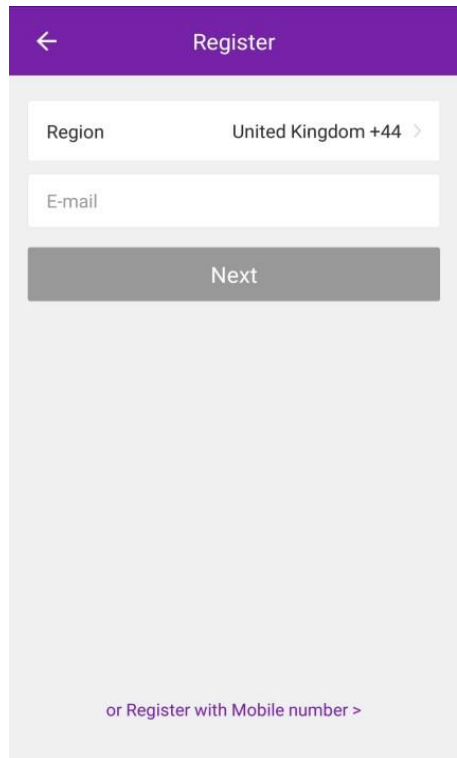 Register
Region United Kingdom +44 >
E-mail
Next
or Register with Mobile number >